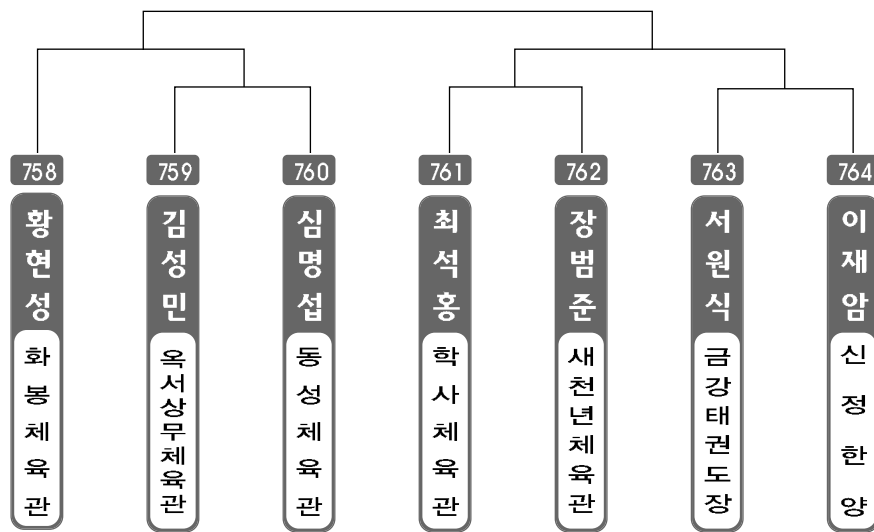 758
황현성
화봉체육관
759
김성민
옥서상무체육관
760
심명섭
동성체육관
761
최석홍
학사체육관
762
장범준
새천년체육관
763
서원식
금강태권도장
764
이재암
신정한양